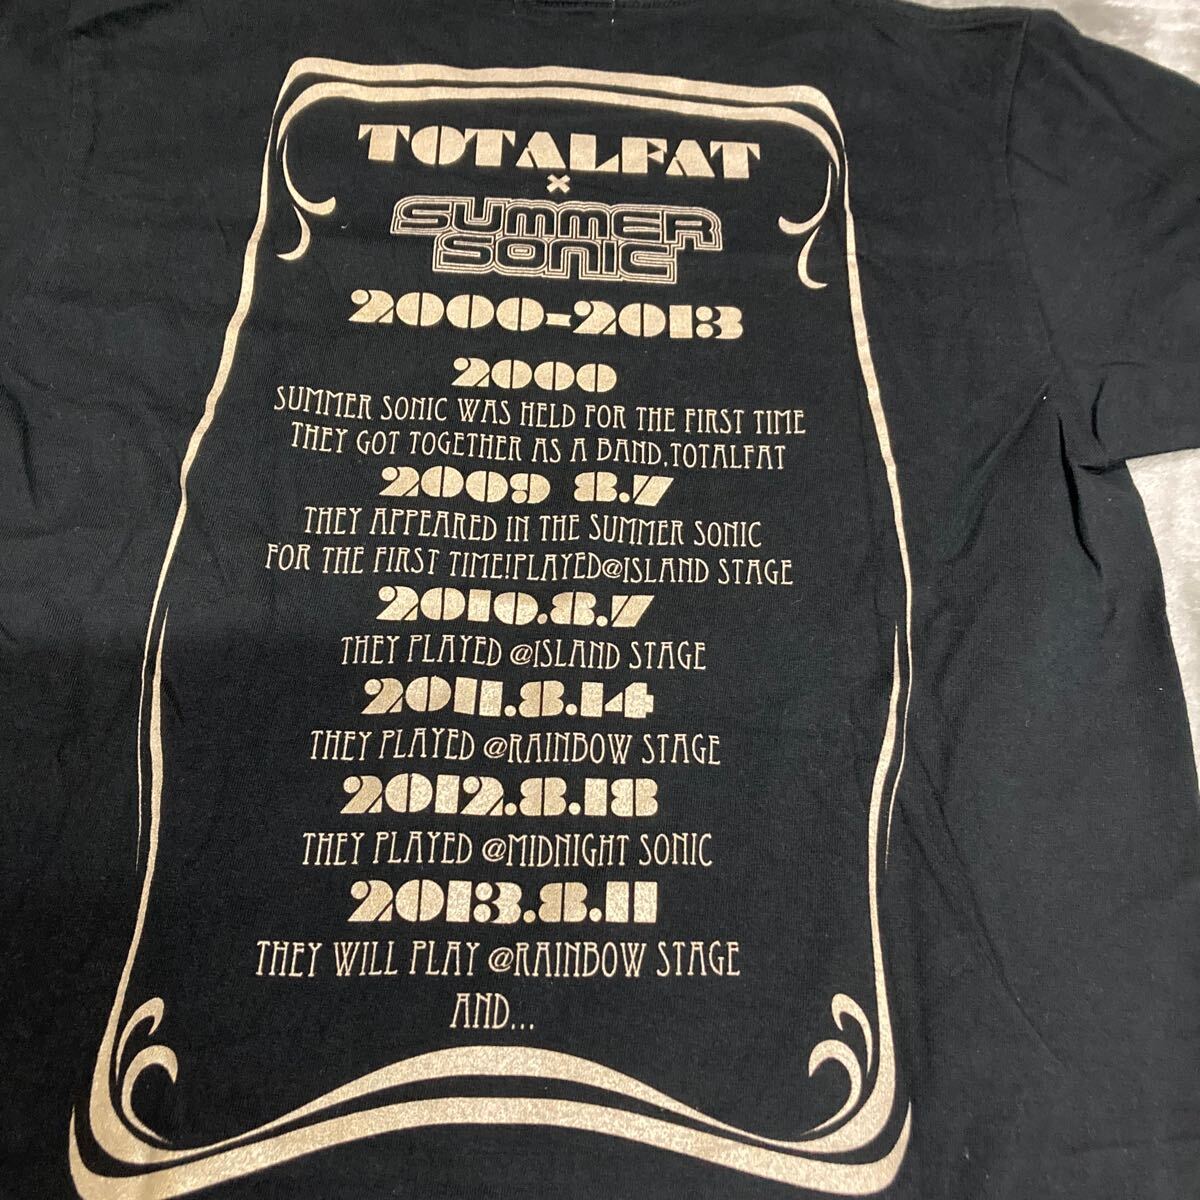 TOTALFAT
×
SUMMER
SONIC
2000-2013
2000
SUMMER SONIC WAS HELD FOR THE FIRST TIME
THEY GOT TOGETHER AS A BAND,TOTALFAT
2009 8.7
THEY APPEARED IN THE SUMMER SONIC
FOR THE FIRST TIME!PLAYED@ISLAND STAGE
2010.8.7
THEY PLAYED @ISLAND STAGE
2011.8.14
THEY PLAYED @RAINBOW STAGE
2012.8.18
THEY PLAYED @MIDNIGHT SONIC
2013.8.11
THEY WILL PLAY @RAINBOW STAGE
AND...